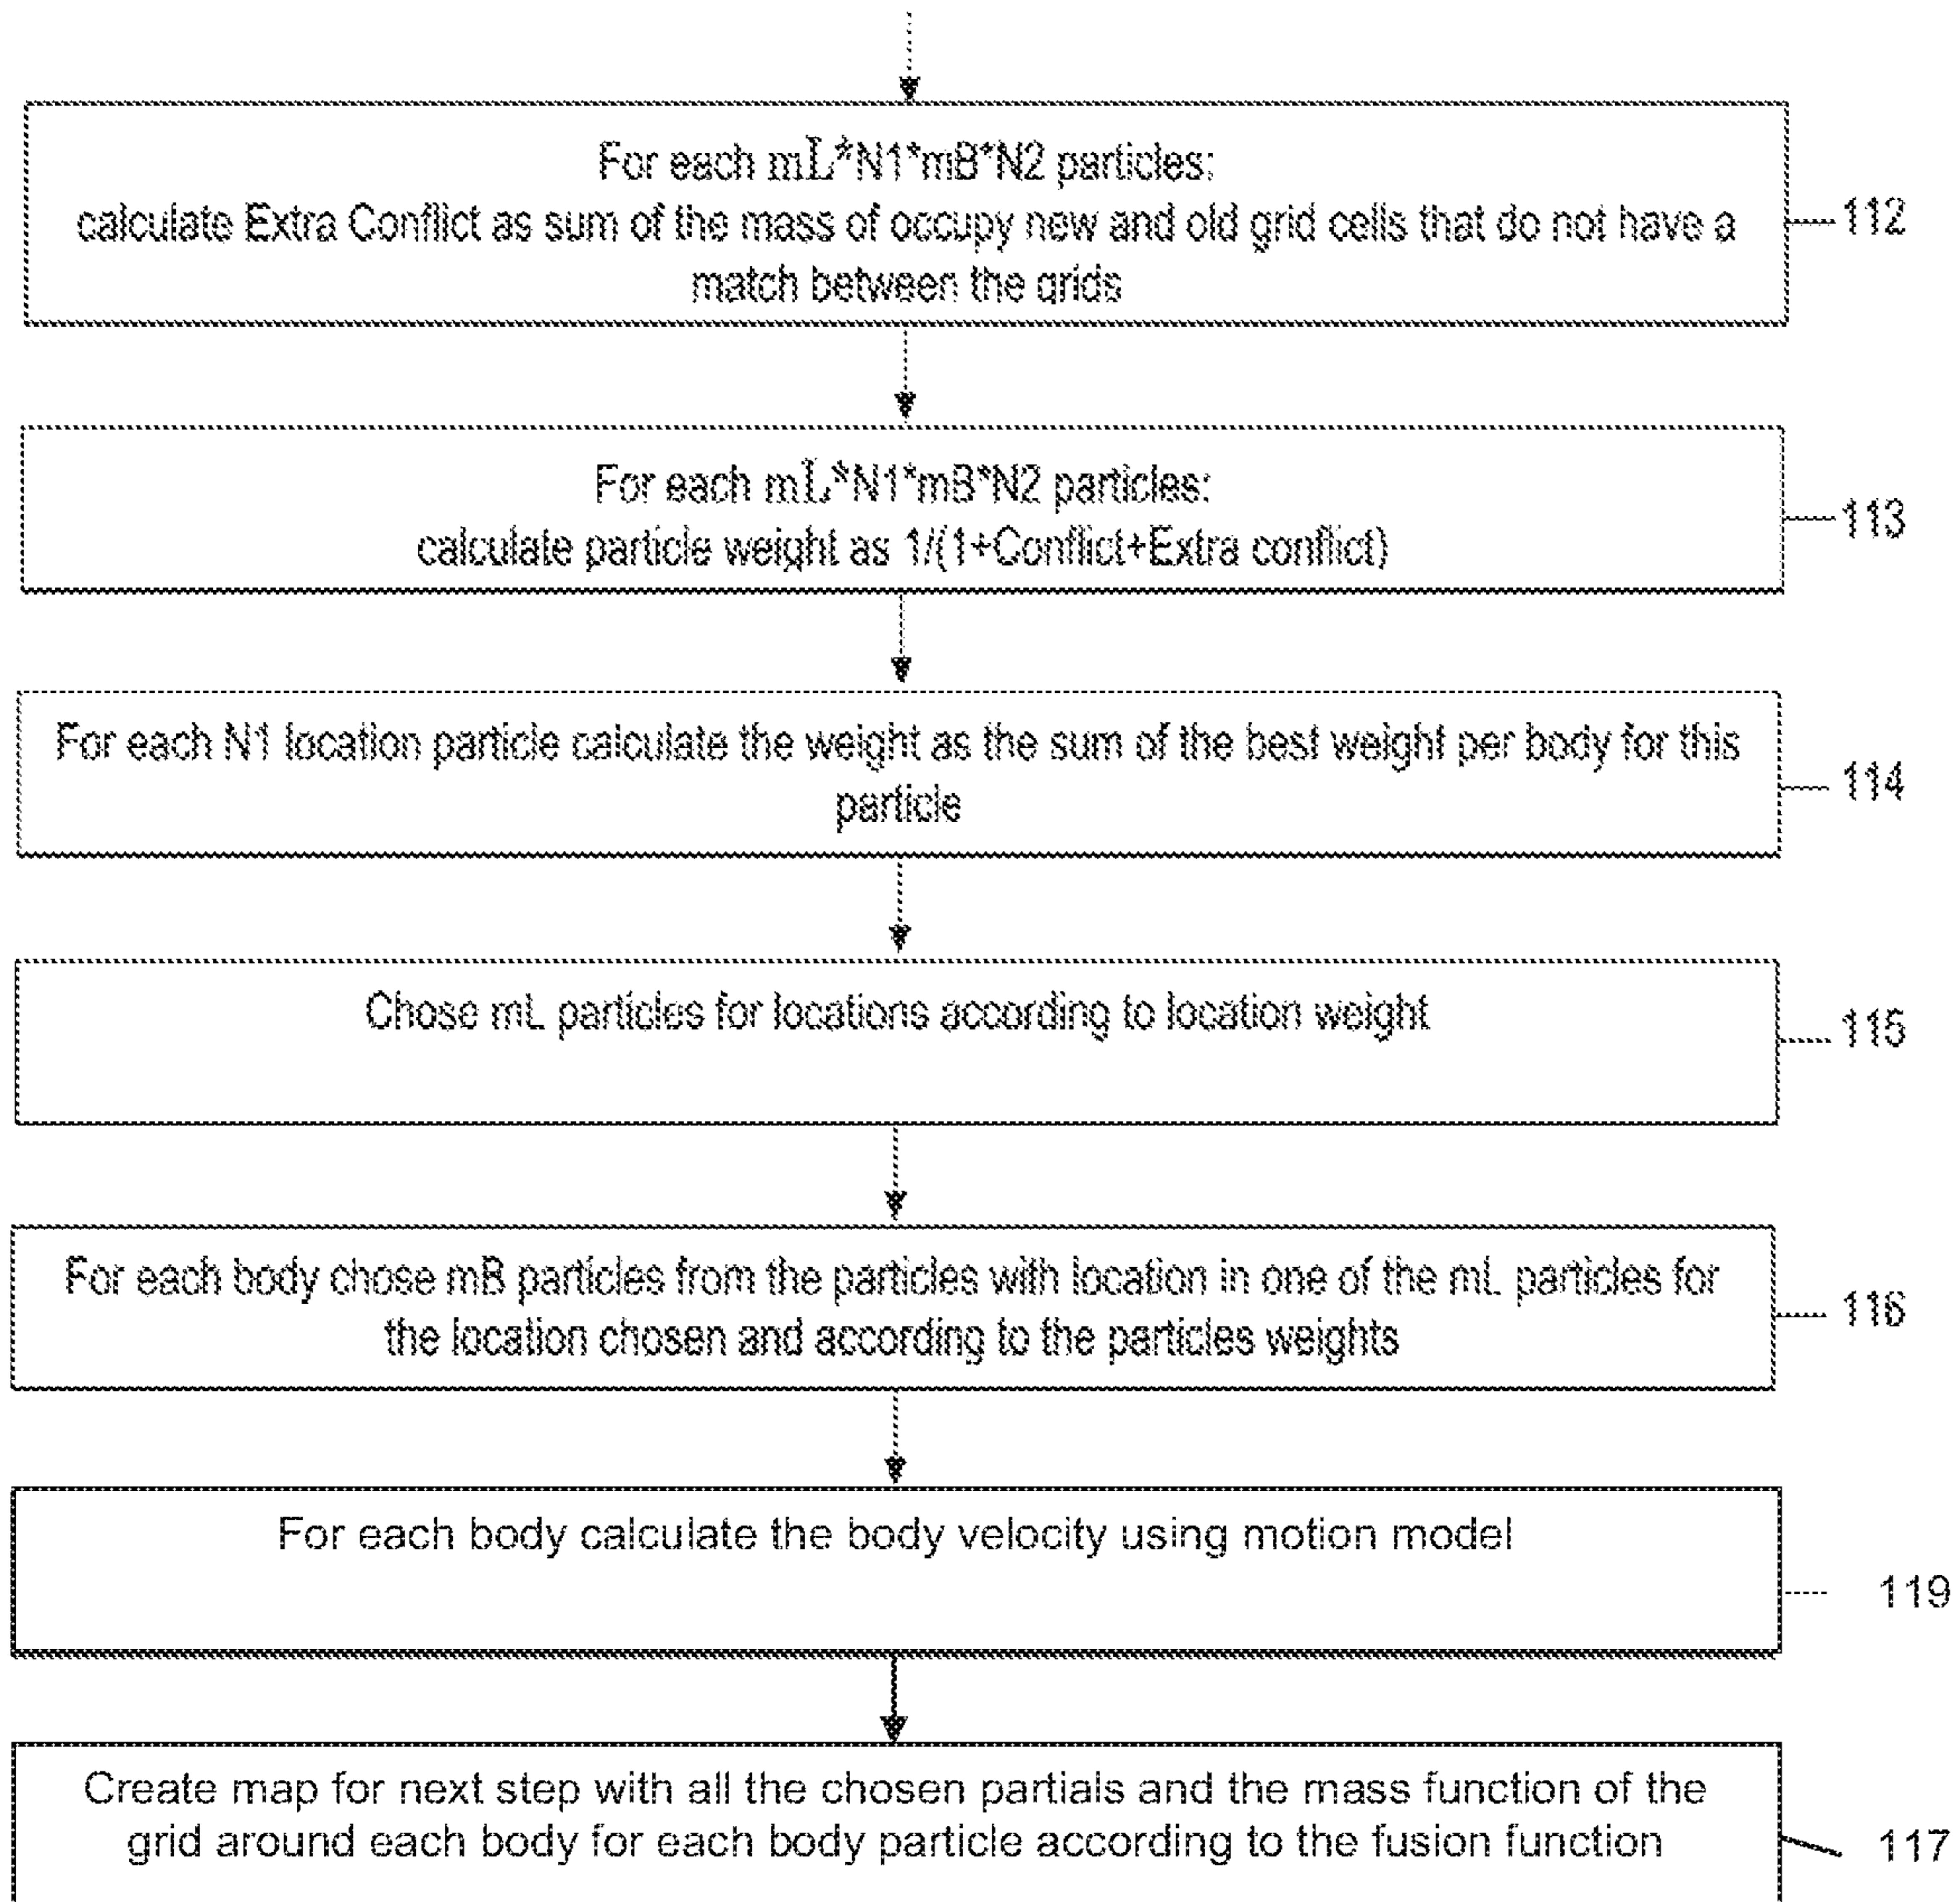 For each mL*N1*mB*N2 particles:
calculate Extra Conflict as sum of the mass of occupy new and old grid cells that do not have a
match between the grids
112
For each mL*N1*mB*N2 particles:
calculate particle weight as 1/(1+Conflict+Extra conflict)
113
For each N1 location particle calculate the weight as the sum of the best weight per body for this
particle
114
Chose mL particles for locations according to location weight
115
For each body chose mB particles from the particles with location in one of the mL particles for
the location chosen and according to the particles weights
116
For each body calculate the body velocity using motion model
119
Create map for next step with all the chosen partials and the mass function of the
grid around each body for each body particle according to the fusion function
117